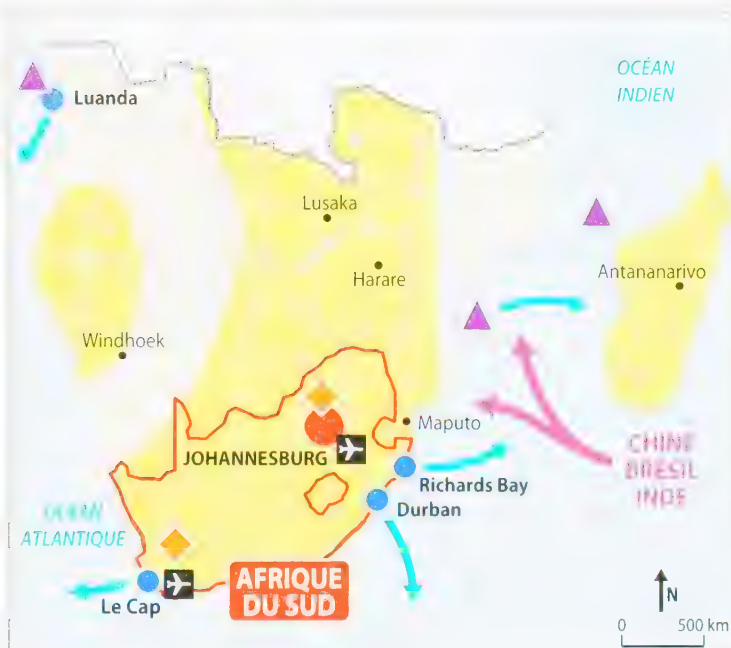 OCÉAN
INDIEN
Luanda
Lusaka
Harare
Antananarivo
Windhoek
Maputo
JOHANNESBURG
CHINE
BRÉSIL
INDE
Richards Bay
Durban
OCÉAN
ATLANTIQUE
AFRIQUE
DU SUD
Le Cap
N
0 500 km